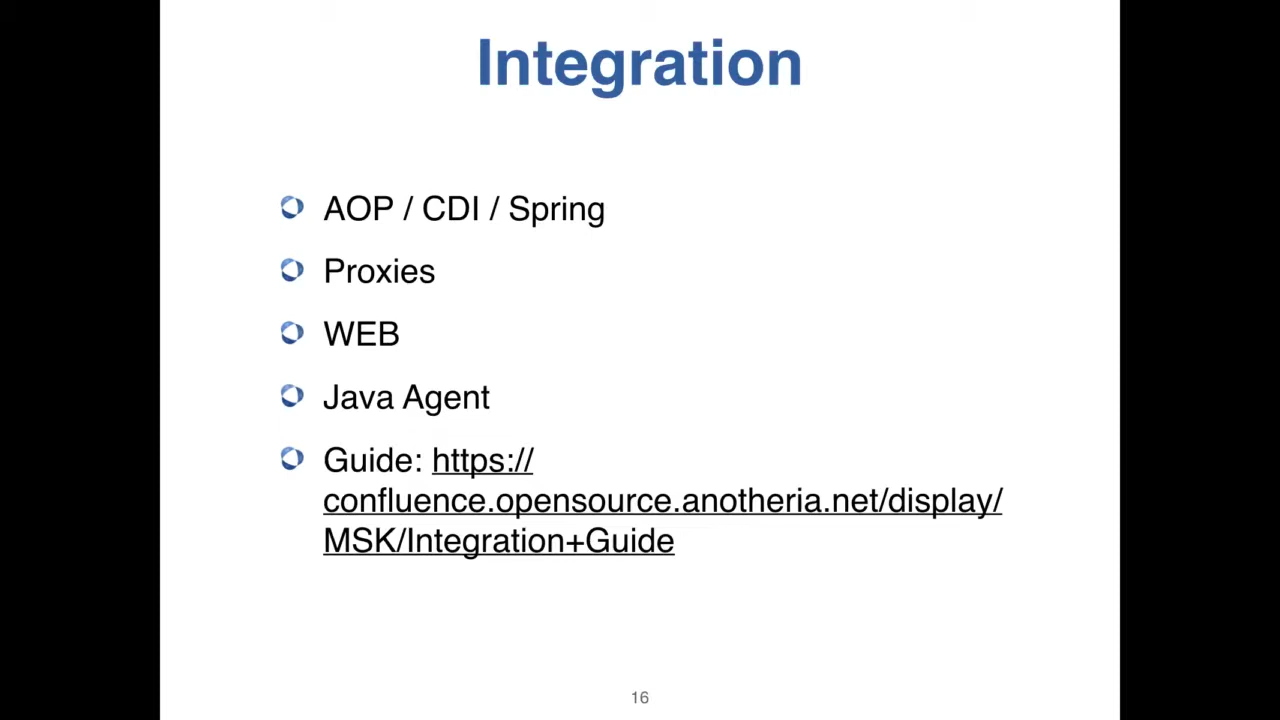 Integration
AOP / CDI / Spring
Proxies
WEB
Java Agent
Guide: https://
confluence.opensource.anotheria.net/display/
MSK/Integration+Guide
16